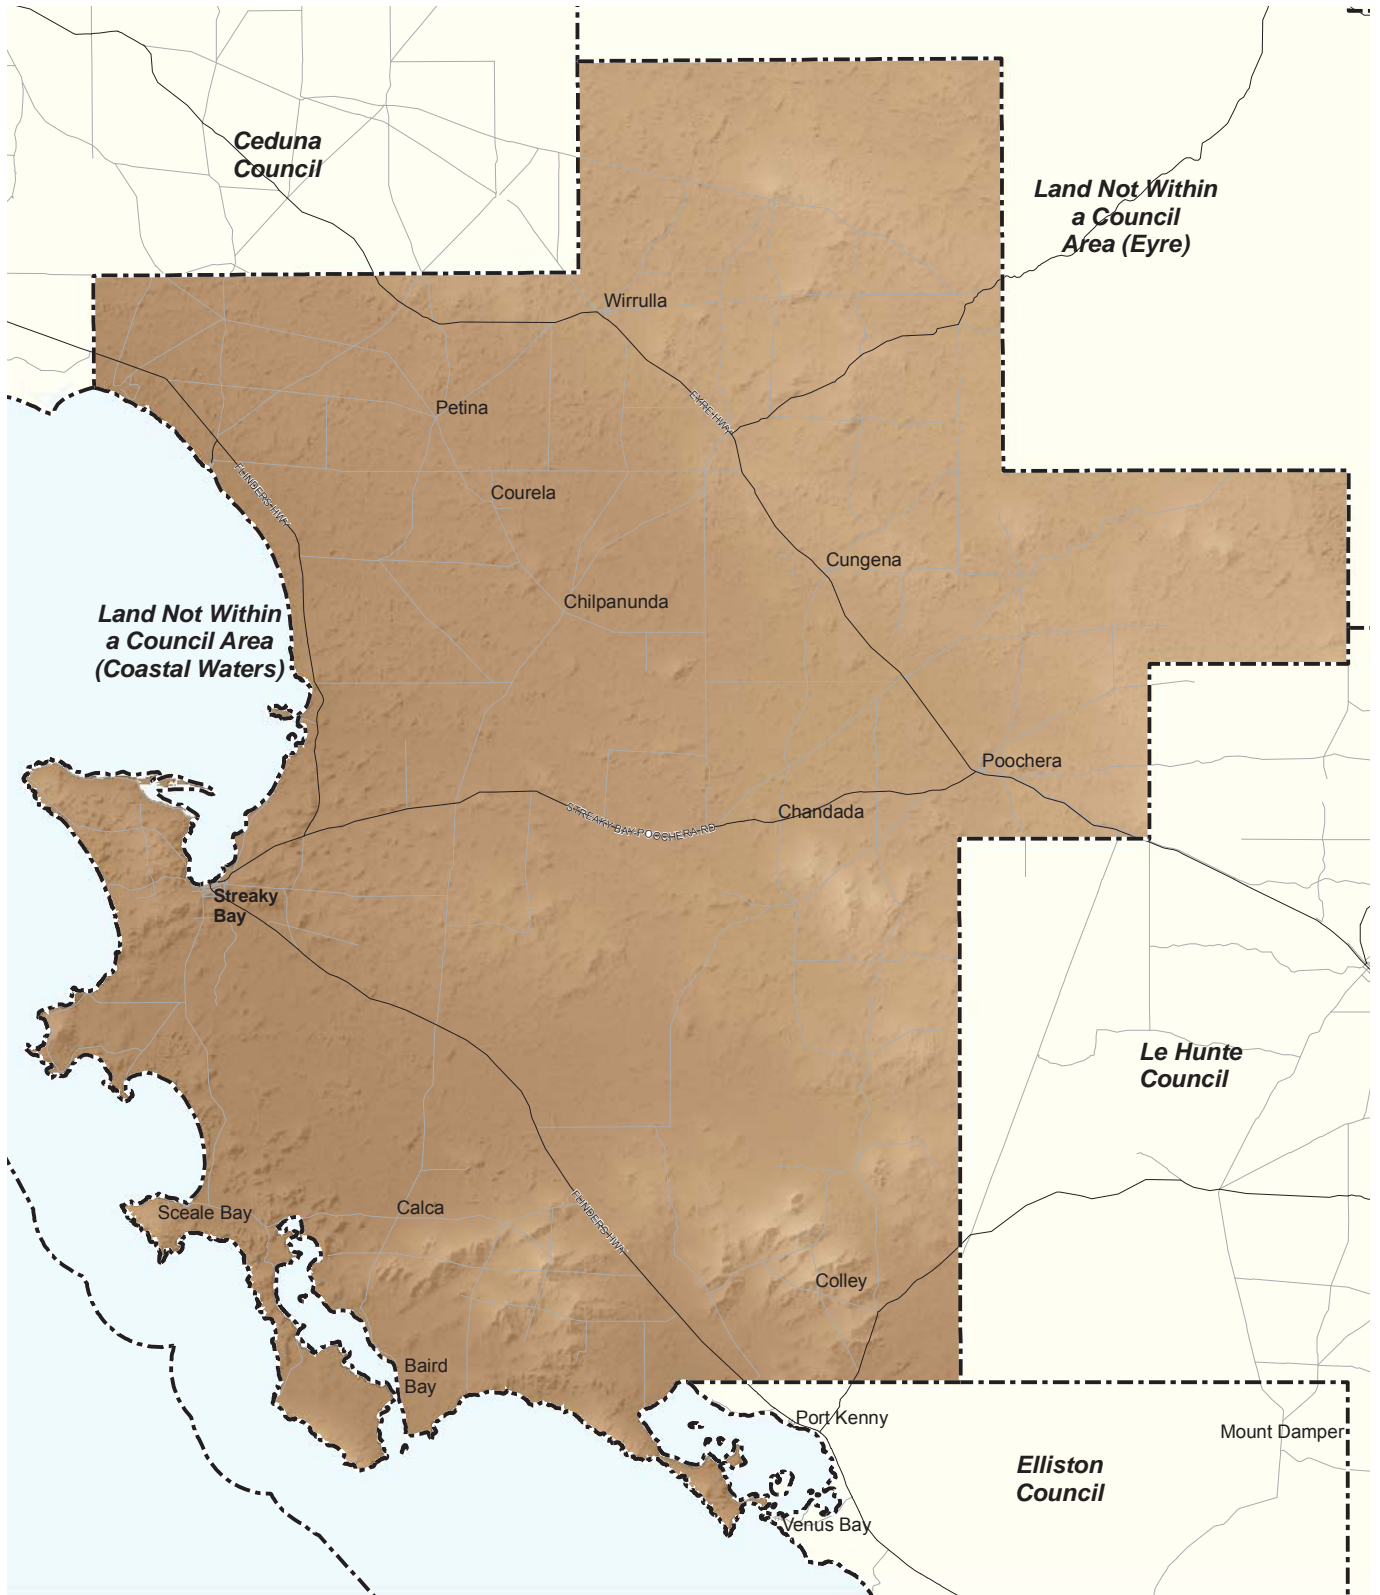 Ceduna
Council
Land Not Within
a Council
Area (Eyre)
Wirrulla
Petina
EYRE HWY
FLINDERS HWY
Courela
Cungena
Chilpanunda
Land Not Within
a Council Area
(Coastal Waters)
Poochera
Chandada
STREAKY BAY-POOCHERA RD
Streaky
Bay
Le Hunte
Council
Sceale Bay
Calca
FLINDERS HWY
Colley
Baird
Bay
Port Kenny
Mount Damper
Elliston
Council
Venus Bay